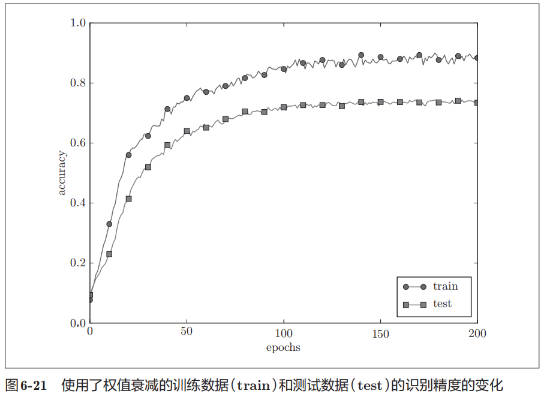 1.0
0.8
0.6
0.4
0.2
0.0
accuracy
0 50 100 150 200
epochs
train
test
图6-21 使用了权值衰减的训练数据(train)和测试数据(test)的识别精度的变化